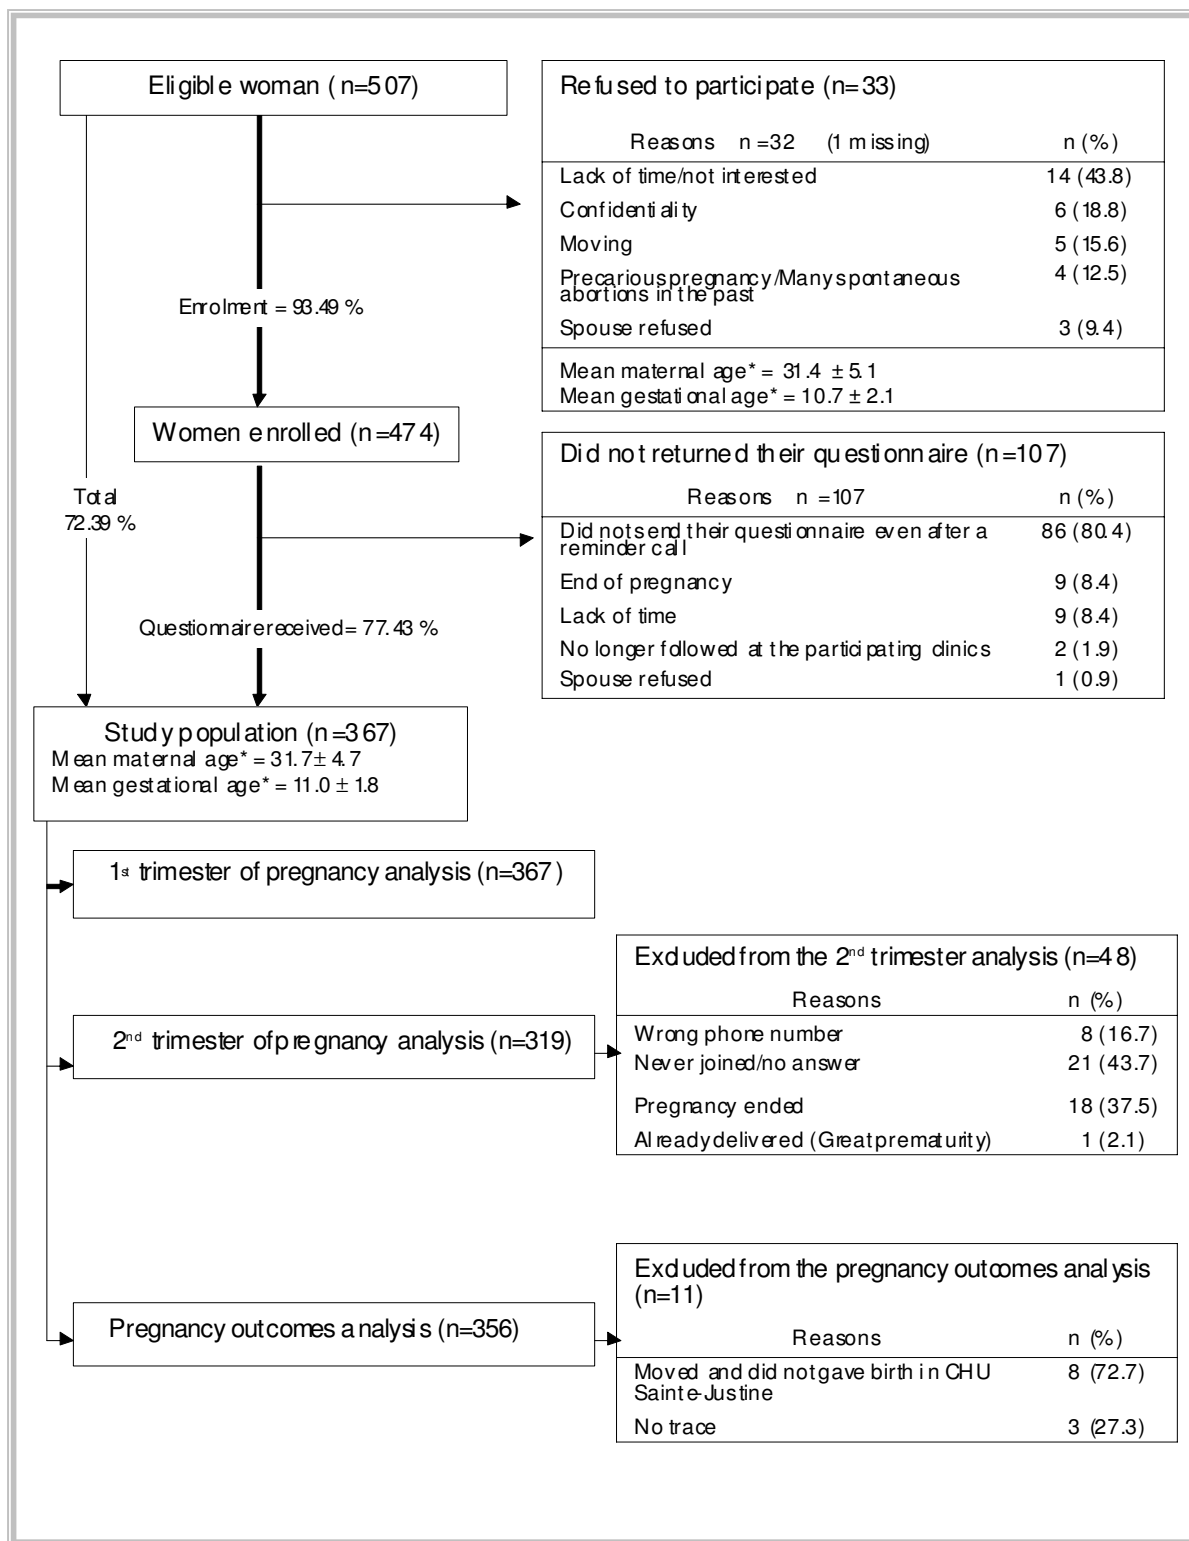 Eligible woman (n=507)
Refused to participate (n=33)
Reasons n=32 (1 missing) n (%)
Lack of time/not interested 14 (43.8)
Confidentiality 6 (18.8)
Moving 5 (15.6)
Precarious pregnancy/Many spontaneous 4 (12.5)
abortions in the past
Spouse refused 3 (9.4)
Mean maternal age* = 31.4 ±5.1
Mean gestational age* = 10.7 ± 2.1
Enrolment = 93.49 %
Women enrolled (n=474)
Did not returned their questionnaire (n=107)
Reasons n =107 n (%)
Did not send their questionnaire even after a 86 (80.4)
reminder call
End of pregnancy 9 (8.4)
Lack of time 9 (8.4)
No longer followed at the participating clinics 2 (1.9)
Spouse refused 1 (0.9)
Total
72.39 %
Questionnaire received = 77.43 %
Study population (n=367)
Mean maternal age* = 31.7± 4.7
Mean gestational age* = 11.0 ± 1.8
1st trimester of pregnancy analysis (n=367)
2nd trimester of pregnancy analysis (n=319)
Excluded from the 2nd trimester analysis (n=48)
Reasons n (%)
Wrong phone number 8 (16.7)
Never joined/no answer 21 (43.7)
Pregnancy ended 18 (37.5)
Already delivered (Great prematurity) 1 (2.1)
Pregnancy outcomes analysis (n=356)
Excluded from the pregnancy outcomes analysis
(n=11)
Reasons n (%)
Moved and did not gave birth in CHU 8 (72.7)
Sainte-Justine
No trace 3 (27.3)